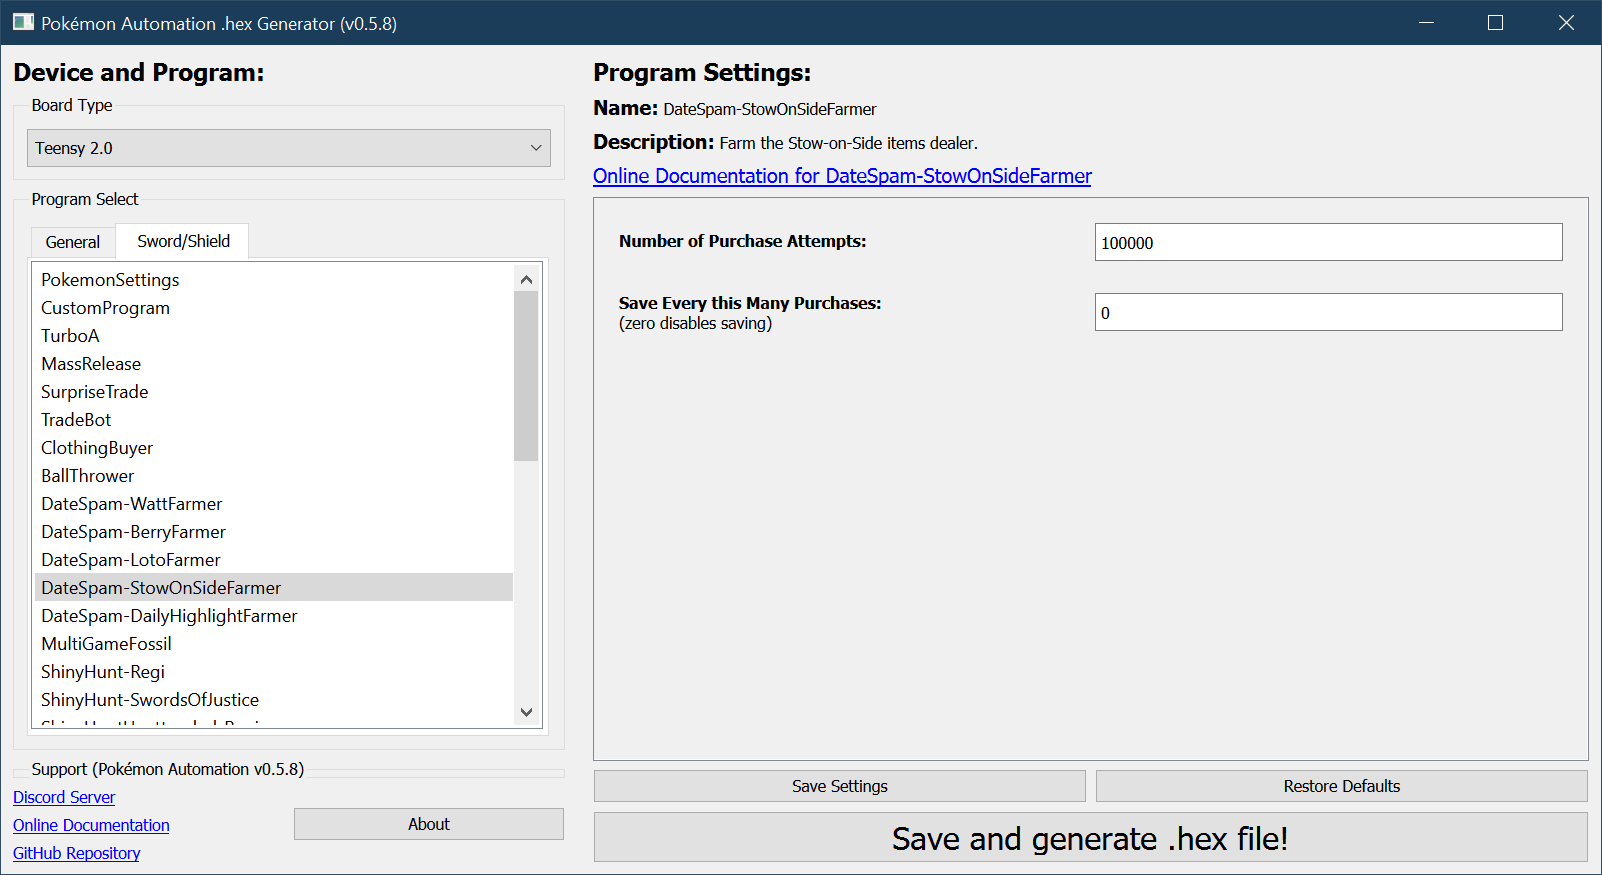 Pokémon Automation .hex Generator (v0.5.8)
Device and Program:
Board Type
Teensy 2.0
Program Select
General
Sword/Shield
PokemonSettings
CustomProgram
TurboA
MassRelease
SurpriseTrade
TradeBot
ClothingBuyer
BallThrower
DateSpam-WattFarmer
DateSpam-BerryFarmer
DateSpam-LotoFarmer
DateSpam-StowOnSideFarmer
DateSpam-DailyHighlightFarmer
MultiGameFossil
ShinyHunt-Regi
ShinyHunt-SwordsOfJustice
Support (Pokémon Automation v0.5.8)
Discord Server
Online Documentation
GitHub Repository
About
Program Settings:
Name: DateSpam-StowOnSideFarmer
Description: Farm the Stow-on-Side items dealer.
Online Documentation for DateSpam-StowOnSideFarmer
Number of Purchase Attempts:
100000
Save Every this Many Purchases:
(zero disables saving)
0
Save Settings
Restore Defaults
Save and generate .hex file!